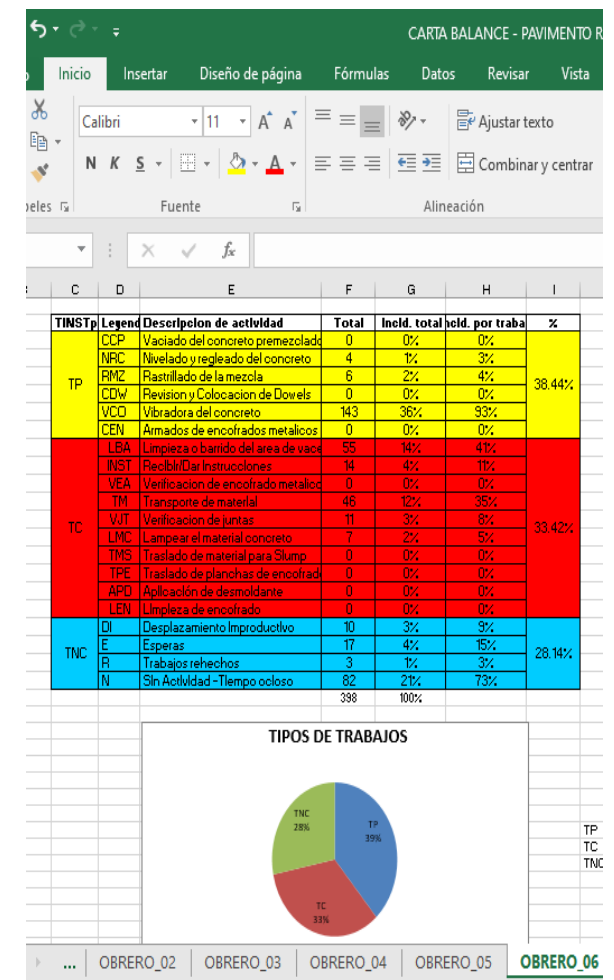 CARTA BALANCE - PAVIMENTO R
Inicio Insertar Diseño de página Fórmulas Datos Revisar Vista
Calibri 11 A A Ajustar texto
N K S A Combinar y centrar
peles Fuente Alineación
fx
C D E F G H I
TINSTp Legend Descripcion de actividad Total Incid. total ncid. por traba %
TP 38.44%
CCP Vaciado del concreto premezclado 0 0% 0%
NRC Nivelado y regleado del concreto 4 1% 3%
RMZ Rastrillado de la mezcla 6 2% 4%
CDW Revision y Colocacion de Dowels 0 0% 0%
VCO Vibradora del concreto 143 36% 93%
CEN Armados de encofrados metalicos 0 0% 0%
TC 33.42%
LBA Limpieza o barrido del area de vace 55 14% 41%
INST Recibir/Dar Instrucciones 14 4% 11%
VEA Verificacion de encofrado metalico 0 0% 0%
TM Transporte de material 46 12% 35%
VJT Verificacion de juntas 11 3% 8%
LMC Lampear el material concreto 7 2% 5%
TMS Traslado de material para Slump 0 0% 0%
TPE Traslado de planchas de encofrado 0 0% 0%
APD Aplicación de desmoldante 0 0% 0%
LEN Limpleza de encofrado 0 0% 0%
TNC 28.14%
DI Desplazamiento Improductivo 10 3% 9%
E Esperas 17 4% 15%
R Trabajos rehechos 3 1% 3%
N Sin Actividad -Tiempo ocioso 82 21% 73%
398 100%
TIPOS DE TRABAJOS
TNC
28%
TP
39%
TC
33%
TP
TC
TNC
... OBRERO_02 OBRERO_03 OBRERO_04 OBRERO_05 OBRERO_06